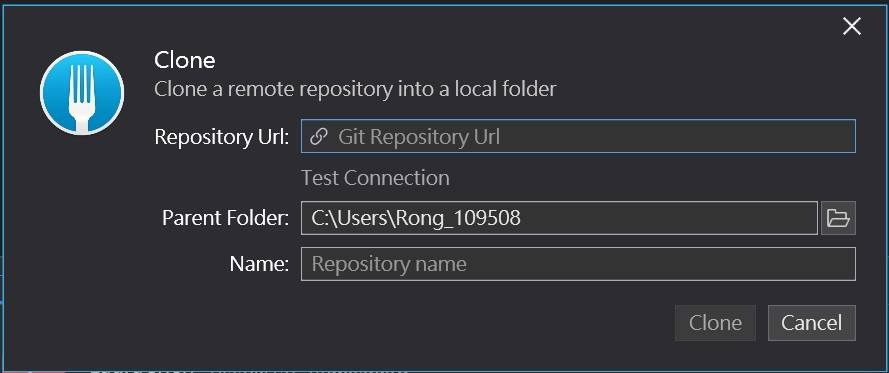 Clone
Clone a remote repository into a local folder
Repository Url: Git Repository Url
Test Connection
Parent Folder: C:\Users\Rong_109508
Name: Repository name
Clone Cancel